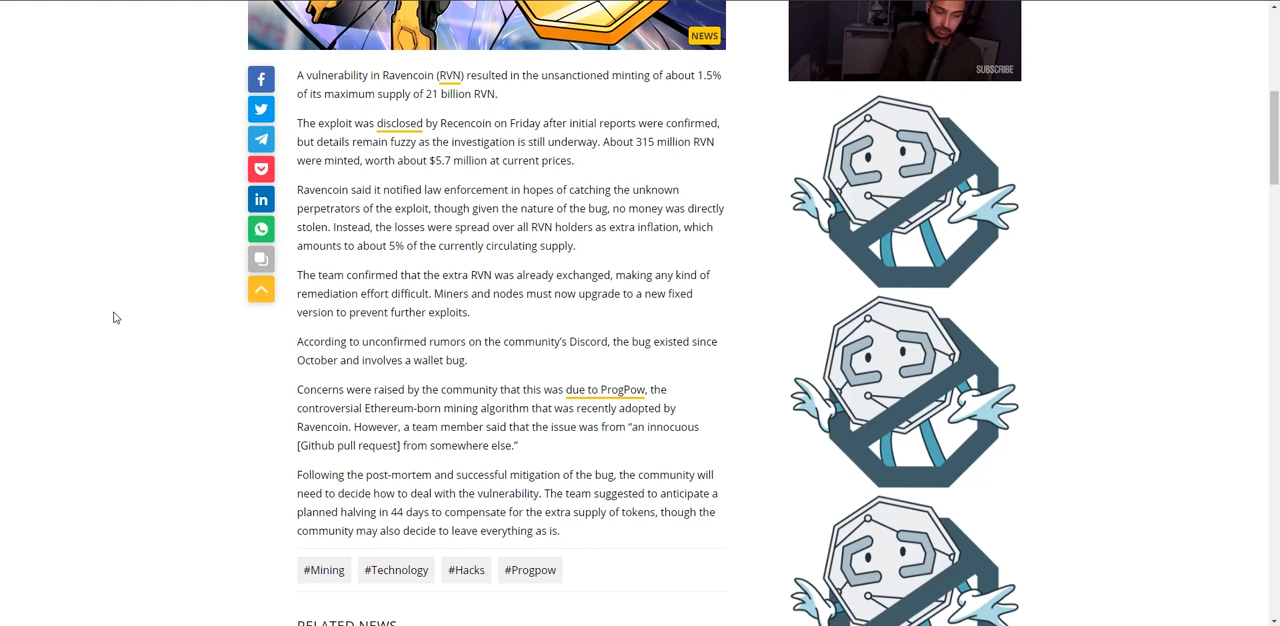 NEWS
SUBSCRIBE
A vulnerability in Ravencoin (RVN) resulted in the unsanctioned minting of about 1.5%
of its maximum supply of 21 billion RVN.
The exploit was disclosed by Recencoin on Friday after initial reports were confirmed,
but details remain fuzzy as the investigation is still underway. About 315 million RVN
were minted, worth about $5.7 million at current prices.
Ravencoin said it notified law enforcement in hopes of catching the unknown
perpetrators of the exploit, though given the nature of the bug, no money was directly
stolen. Instead, the losses were spread over all RVN holders as extra inflation, which
amounts to about 5% of the currently circulating supply.
The team confirmed that the extra RVN was already exchanged, making any kind of
remediation effort difficult. Miners and nodes must now upgrade to a new fixed
version to prevent further exploits.
According to unconfirmed rumors on the community’s Discord, the bug existed since
October and involves a wallet bug.
Concerns were raised by the community that this was due to ProgPow, the
controversial Ethereum-born mining algorithm that was recently adopted by
Ravencoin. However, a team member said that the issue was from “an innocuous
[Github pull request] from somewhere else.”
Following the post-mortem and successful mitigation of the bug, the community will
need to decide how to deal with the vulnerability. The team suggested to anticipate a
planned halving in 44 days to compensate for the extra supply of tokens, though the
community may also decide to leave everything as is.
#Mining #Technology #Hacks #Progpow
RELATED NEWS